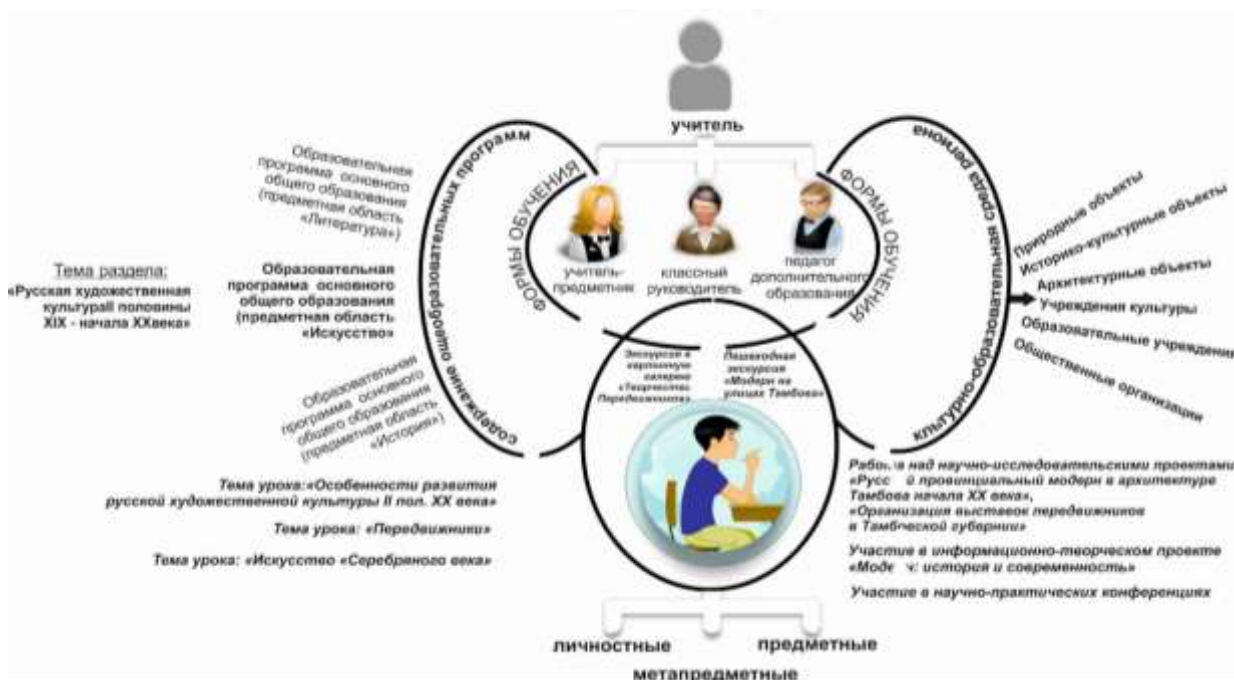 учитель
содержание ощеобразовательных программ
ФОРМЫ ОБУЧЕНИЯ
учитель-
предметник
классный
руководитель
педагог
дополнительного
образования
ФОРМЫ ОБУЧЕНИЯ
клътурно-образовательная среда региона
Образовательная
программа основного
общего образования
(предметная область
«Литература»)
Тема раздела:
«Русская художественная
культураII половины
XIX - начала XXвека»
Образовательная
программа основного
общего образования
(предметная область
«Искусство»
Образовательная
программа основного
общего образования
(предметная область
«История»)
Природные объекты
Историко-культурные объекты
Архитектурные объекты
Учреждения культуры
Образовательные учреждения
Общественные организации
Экскурсия в
картинную
галерею
«Творчество
Передвижников»
Пешеходная
экскурсия
«Модерн на
улицах Тамбова»
Тема урока:«Особенности развития
русской художественной культуры II пол. XX века»
Тема урока: «Передвижники»
Тема урока: «Искусство «Серебряного века»
над научно-исследовательскими проектами
провинциальный модерн в архитектуре
Тамбова начала XX века»,
«Организация выставок передвижников
в Тамбовской губернии»
Участие в информационно-творческом проекте
история и современность»
Участие в научно-практических конференциях
личностные
предметные
метапредметные